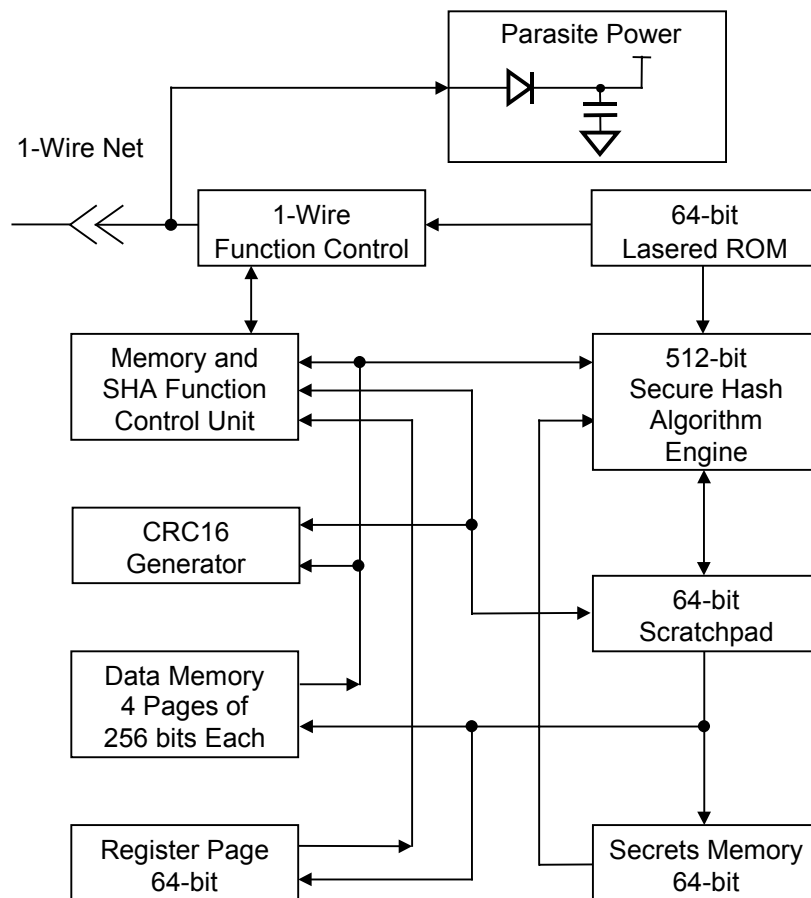 Parasite Power
1-Wire Net
1-Wire
Function Control
64-bit
Lasered ROM
Memory and
SHA Function
Control Unit
512-bit
Secure Hash
Algorithm
Engine
CRC16
Generator
64-bit
Scratchpad
Data Memory
4 Pages of
256 bits Each
Register Page
64-bit
Secrets Memory
64-bit